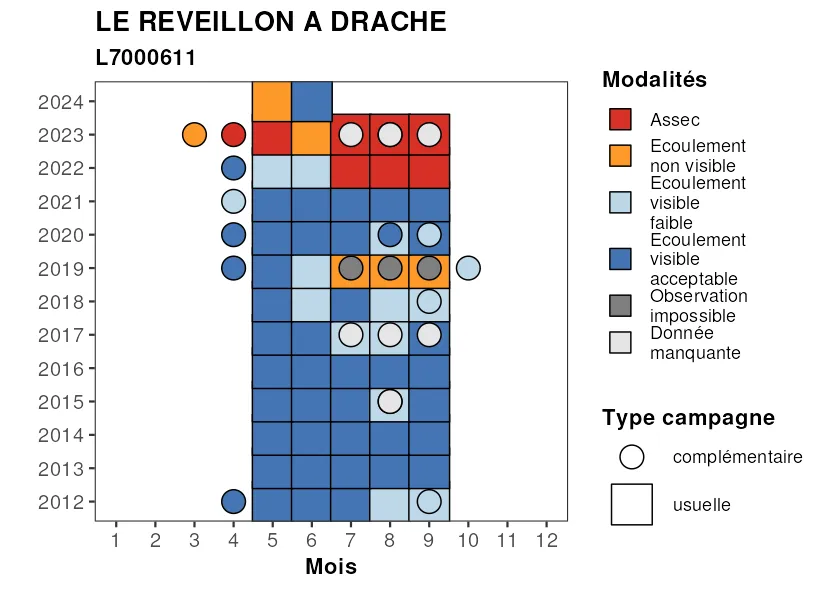 LE REVEILLON A DRACHE
L7000611
2024
2023
2022
2021
2020
2019
2018
2017
2016
2015
2014
2013
2012
1 2 3 4 5 6 7 8 9 10 11 12
Mois
Modalités
Assec
Ecoulement
non visible
Ecoulement
visible
faible
Ecoulement
visible
acceptable
Observation
impossible
Donnée
manquante
Type campagne
complémentaire
usuelle